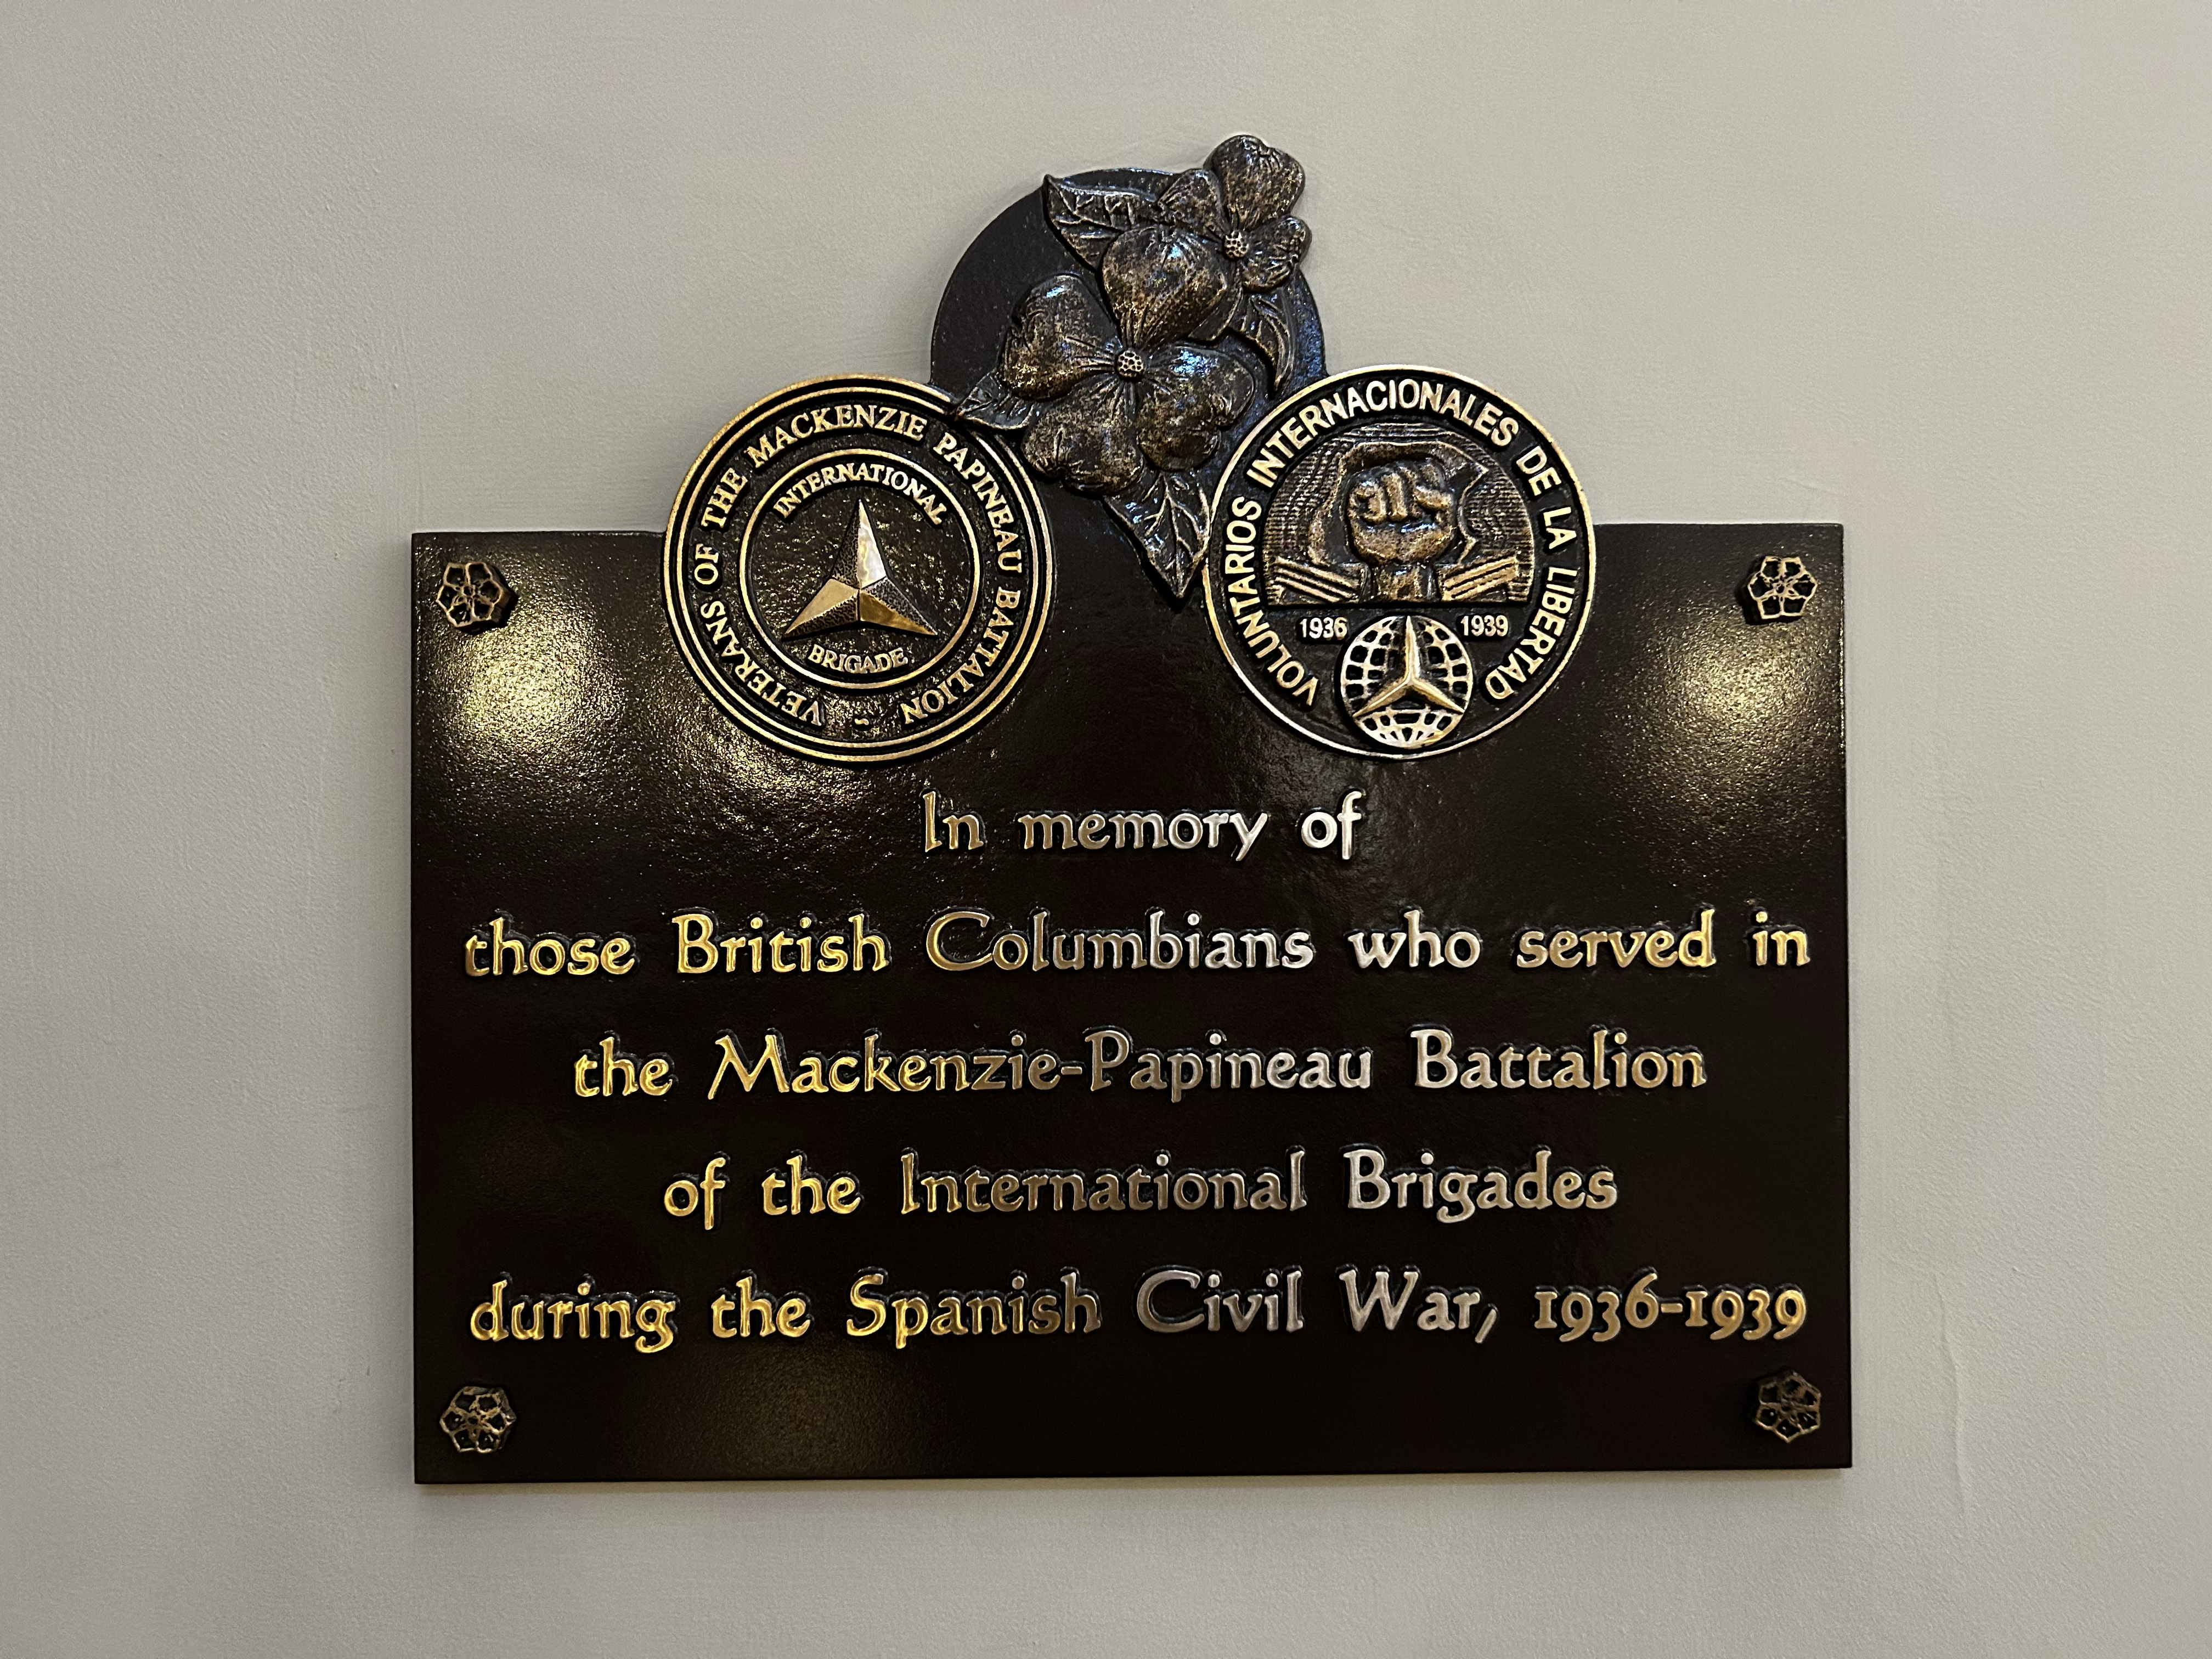 VETERANS OF THE MACKENZIE PAPINEAU BATTALION
INTERNATIONAL
BRIGADE
VOLUNTARIOS INTERNACIONALES DE LA LIBERTAD
1936 1939
In memory of
those British Columbians who served in
the Mackenzie-Papineau Battalion
of the International Brigades
during the Spanish Civil War, 1936-1939